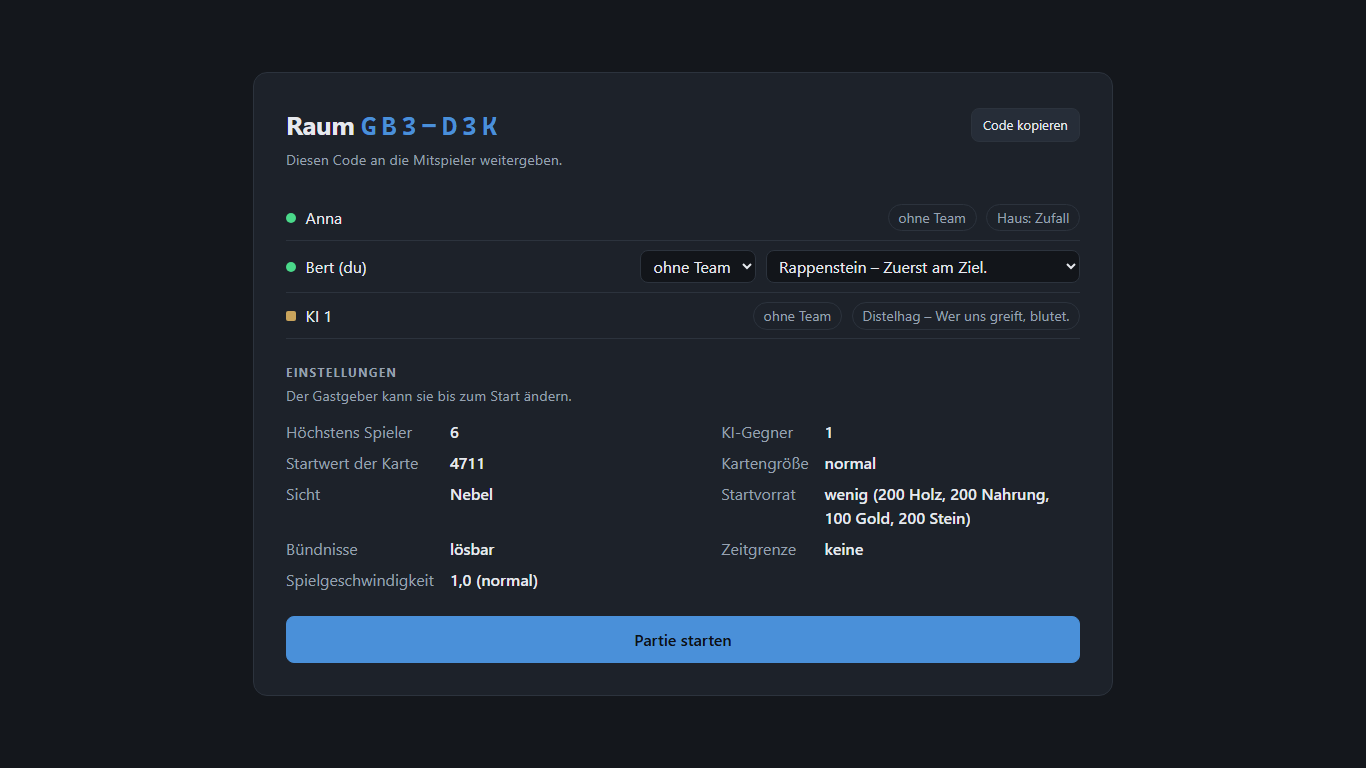 Raum GB3-D3K
Code kopieren
Diesen Code an die Mitspieler weitergeben.
Anna
ohne Team
Haus: Zufall
Bert (du)
ohne Team
Rappenstein – Zuerst am Ziel.
KI 1
ohne Team
Distelhag – Wer uns greift, blutet.
EINSTELLUNGEN
Der Gastgeber kann sie bis zum Start ändern.
Höchstens Spieler 6
KI-Gegner 1
Startwert der Karte 4711
Kartengröße normal
Sicht Nebel
Startvorrat wenig (200 Holz, 200 Nahrung,
100 Gold, 200 Stein)
Bündnisse lösbar
Zeitgrenze keine
Spielgeschwindigkeit 1,0 (normal)
Partie starten